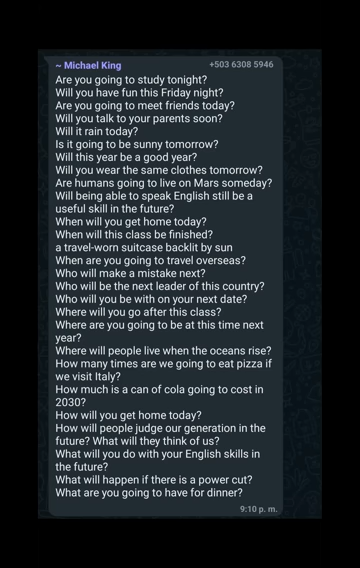 ~ Michael King +503 6308 5946
Are you going to study tonight?
Will you have fun this Friday night?
Are you going to meet friends today?
Will you talk to your parents soon?
Will it rain today?
Is it going to be sunny tomorrow?
Will this year be a good year?
Will you wear the same clothes tomorrow?
Are humans going to live on Mars someday?
Will being able to speak English still be a
useful skill in the future?
When will you get home today?
When will this class be finished?
a travel-worn suitcase backlit by sun
When are you going to travel overseas?
Who will make a mistake next?
Who will be the next leader of this country?
Who will you be with on your next date?
Where will you go after this class?
Where are you going to be at this time next
year?
Where will people live when the oceans rise?
How many times are we going to eat pizza if
we visit Italy?
How much is a can of cola going to cost in
2030?
How will you get home today?
How will people judge our generation in the
future? What will they think of us?
What will you do with your English skills in
the future?
What will happen if there is a power cut?
What are you going to have for dinner?
9:10 p. m.